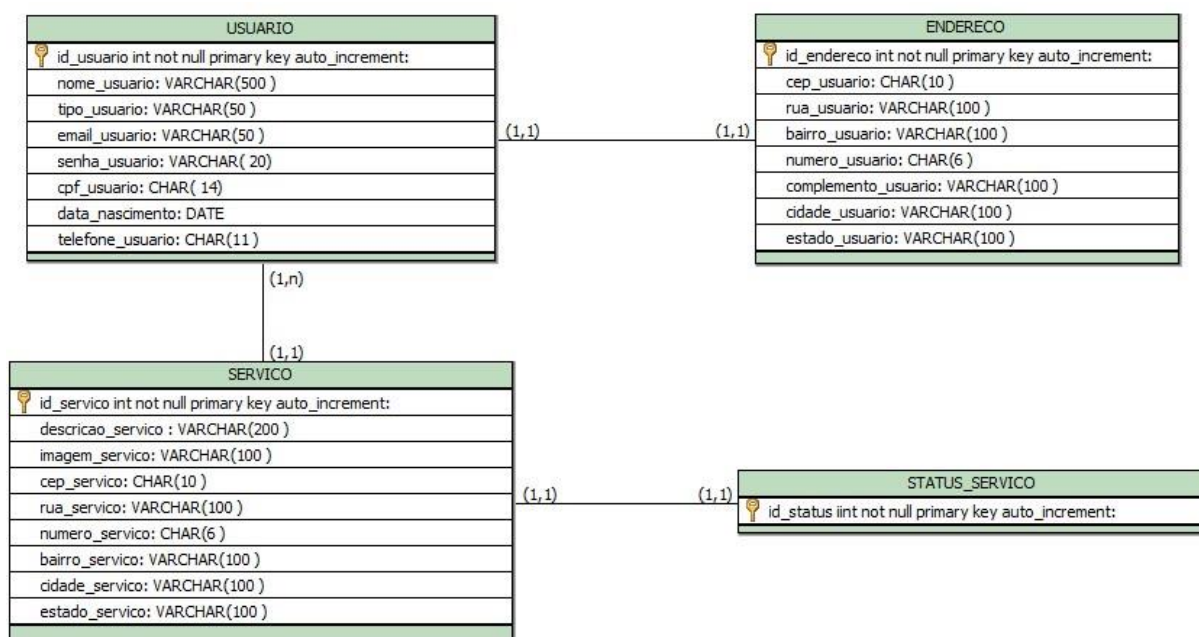 USUARIO
id_usuario int not null primary key auto_increment:
nome_usuario: VARCHAR(500 )
tipo_usuario: VARCHAR(50 )
email_usuario: VARCHAR(50 )
senha_usuario: VARCHAR( 20)
cpf_usuario: CHAR( 14)
data_nascimento: DATE
telefone_usuario: CHAR(11 )
(1,1)
(1,1)
ENDERECO
id_endereco int not null primary key auto_increment:
cep_usuario: CHAR(10 )
rua_usuario: VARCHAR(100 )
bairro_usuario: VARCHAR(100 )
numero_usuario: CHAR(6 )
complemento_usuario: VARCHAR(100 )
cidade_usuario: VARCHAR(100 )
estado_usuario: VARCHAR(100 )
(1,n)
(1,1)
SERVICO
id_servico int not null primary key auto_increment:
descricao_servico : VARCHAR(200 )
imagem_servico: VARCHAR(100 )
cep_servico: CHAR(10 )
rua_servico: VARCHAR(100 )
numero_servico: CHAR(6 )
bairro_servico: VARCHAR(100 )
cidade_servico: VARCHAR(100 )
estado_servico: VARCHAR(100 )
(1,1)
(1,1)
STATUS_SERVICO
id_status iint not null primary key auto_increment: